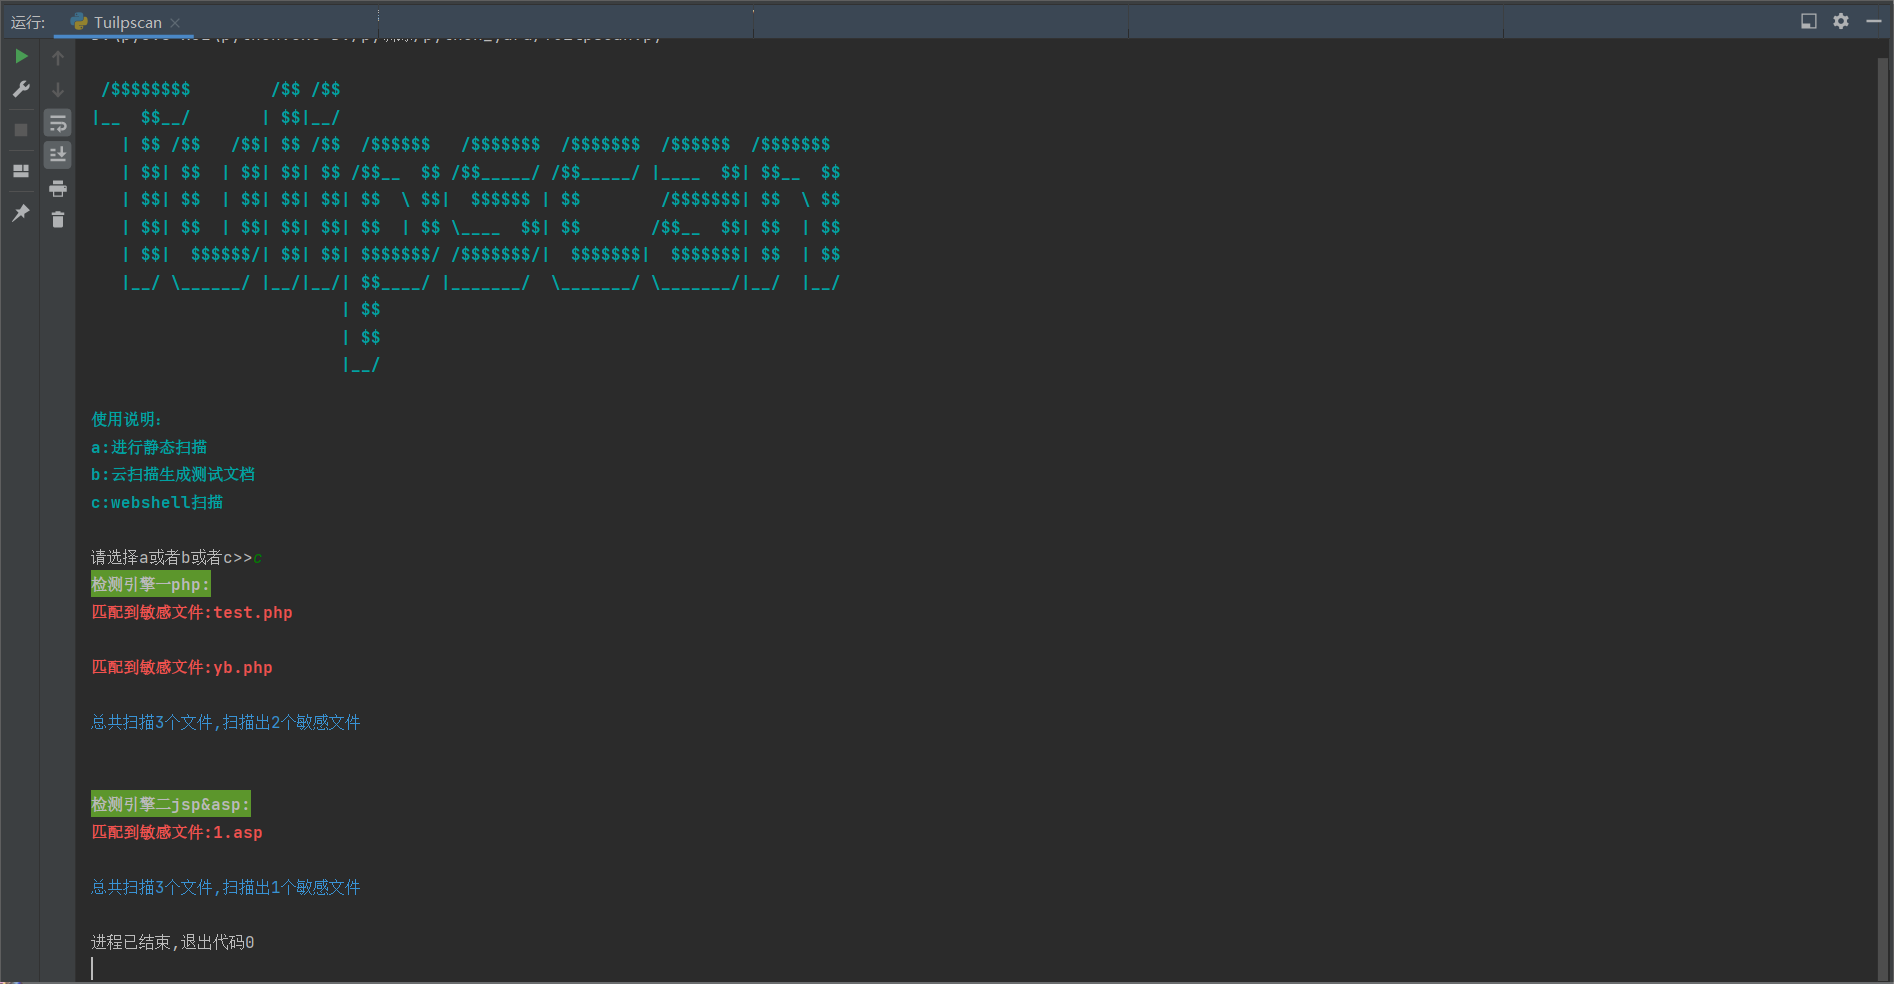 运行:
Tuilpscan
 /$$$$$$$$        /$$ /$$
|__  $$__/       | $$|__/
   | $$ /$$   /$$| $$ /$$  /$$$$$$   /$$$$$$$  /$$$$$$$  /$$$$$$  /$$$$$$$
   | $$| $$  | $$| $$| $$ /$$__  $$ /$$_____/ /$$_____/ |____  $$| $$__  $$
   | $$| $$  | $$| $$| $$| $$  \ $$|  $$$$$$ | $$        /$$$$$$$| $$  \ $$
   | $$| $$  | $$| $$| $$| $$  | $$ \____  $$| $$       /$$__  $$| $$  | $$
   | $$|  $$$$$$/| $$| $$| $$$$$$$/ /$$$$$$$/|  $$$$$$$|  $$$$$$$| $$  | $$
   |__/ \______/ |__/|__/| $$____/ |_______/  \_______/ \_______/|__/  |__/
                         | $$
                         | $$
                         |__/
使用说明:
a:进行静态扫描
b:云扫描生成测试文档
c:webshell扫描
请选择a或者b或者c>>c
检测引擎一php:
匹配到敏感文件:test.php
匹配到敏感文件:yb.php
总共扫描3个文件,扫描出2个敏感文件
检测引擎二jsp&asp:
匹配到敏感文件:1.asp
总共扫描3个文件,扫描出1个敏感文件
进程已结束,退出代码0